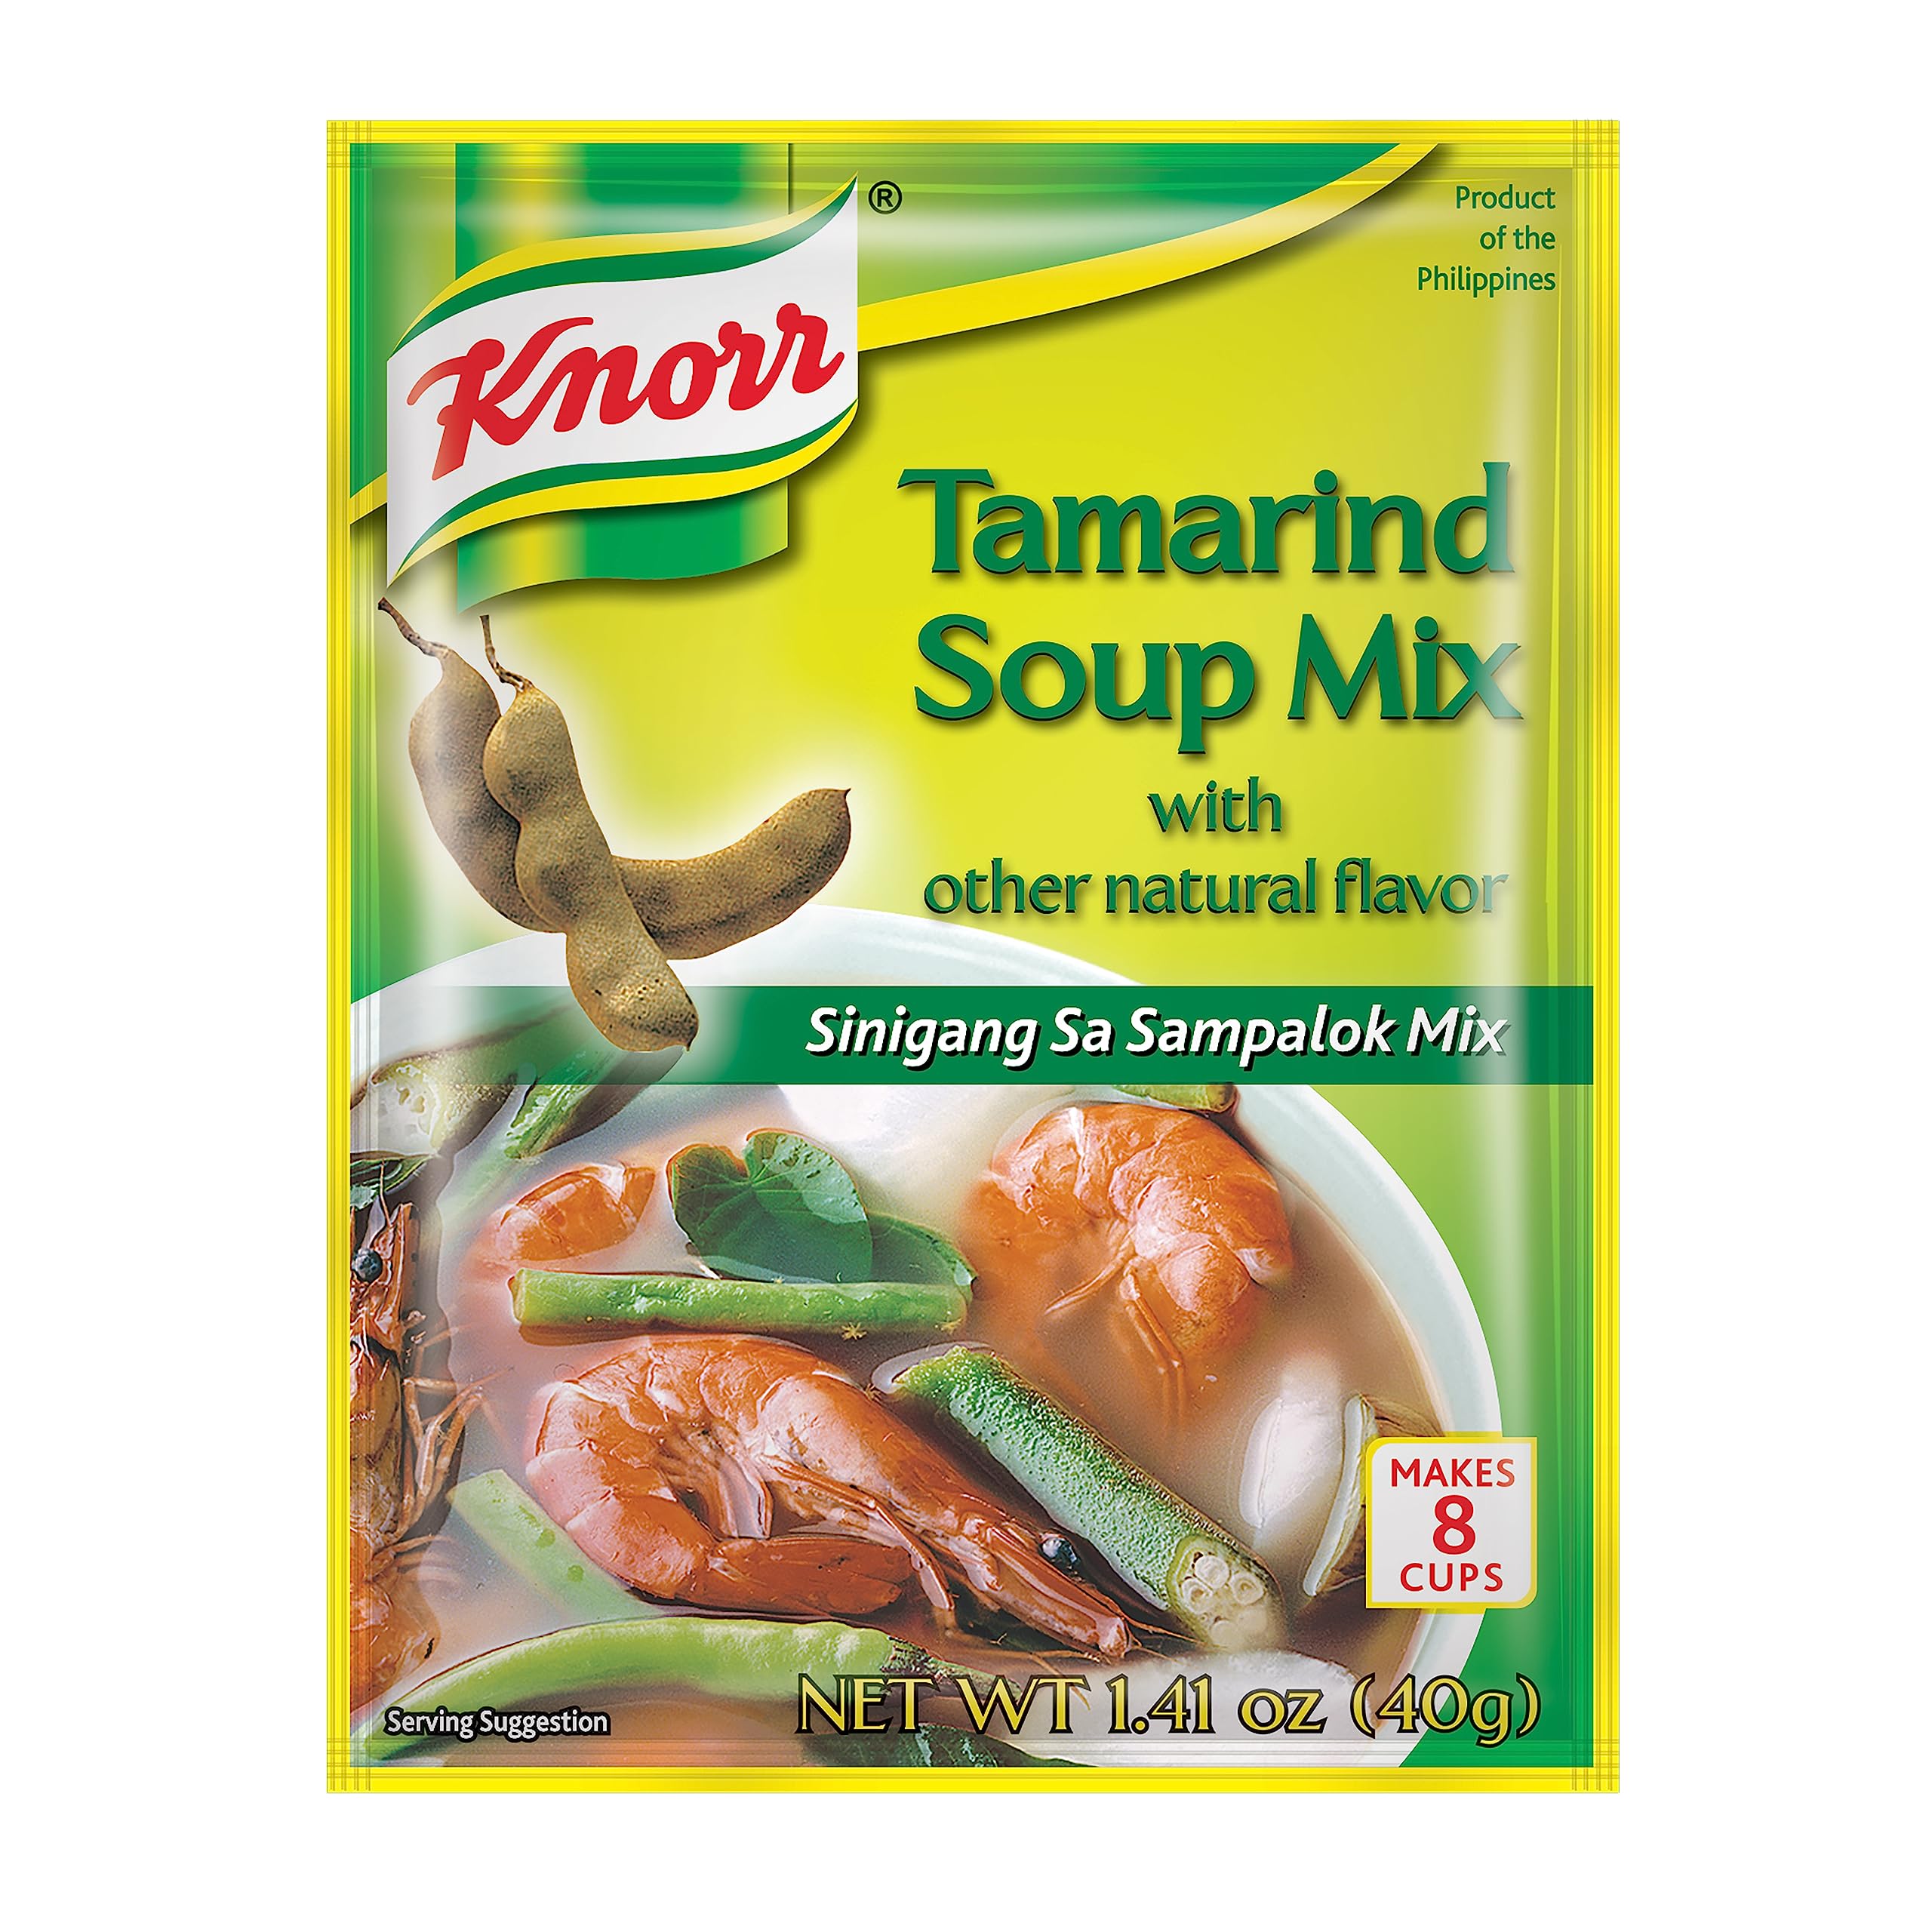 Knorr®
Product
of the
Philippines
Tamarind
Soup Mix
with
other natural flavor
Sinigang Sa Sampalok Mix
MAKES
8
CUPS
Serving Suggestion
NET WT 1.41 oz (40g)